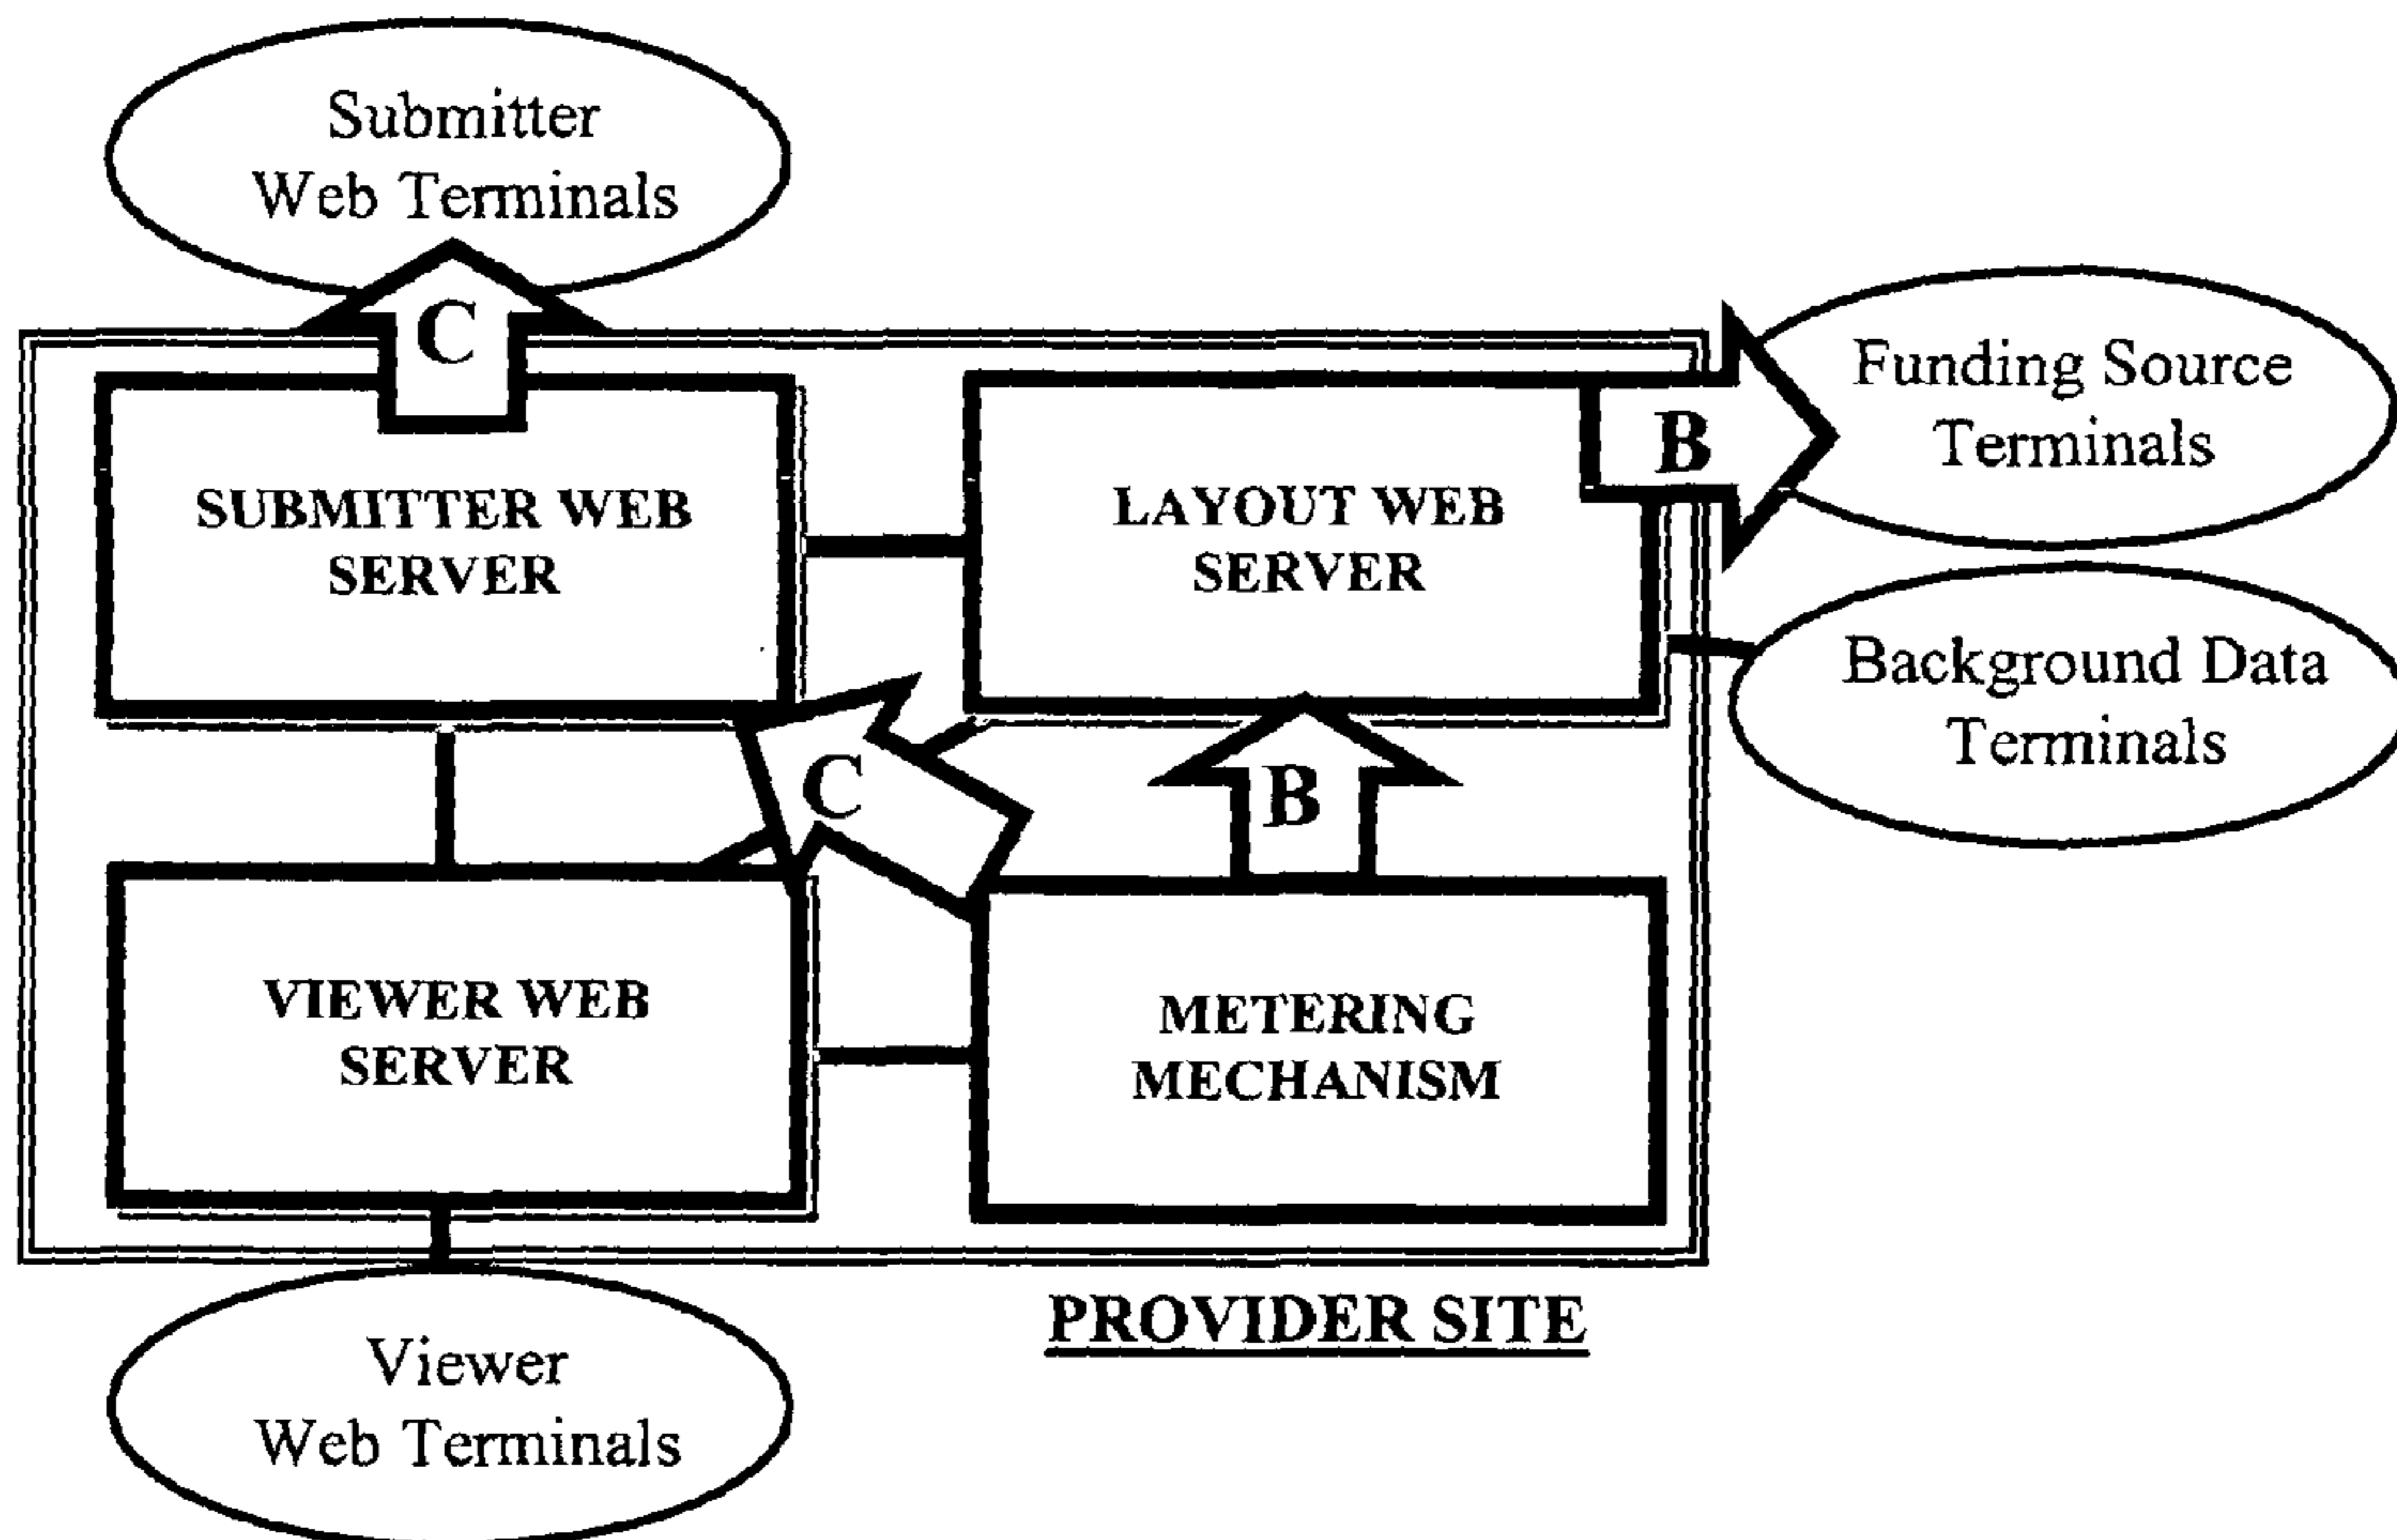 Submitter
Web Terminals
C
Funding Source
Terminals
B
SUBMITTER WEB
SERVER
LAYOUT WEB
SERVER
Background Data
Terminals
C
B
VIEWER WEB
SERVER
METERING
MECHANISM
PROVIDER SITE
Viewer
Web Terminals